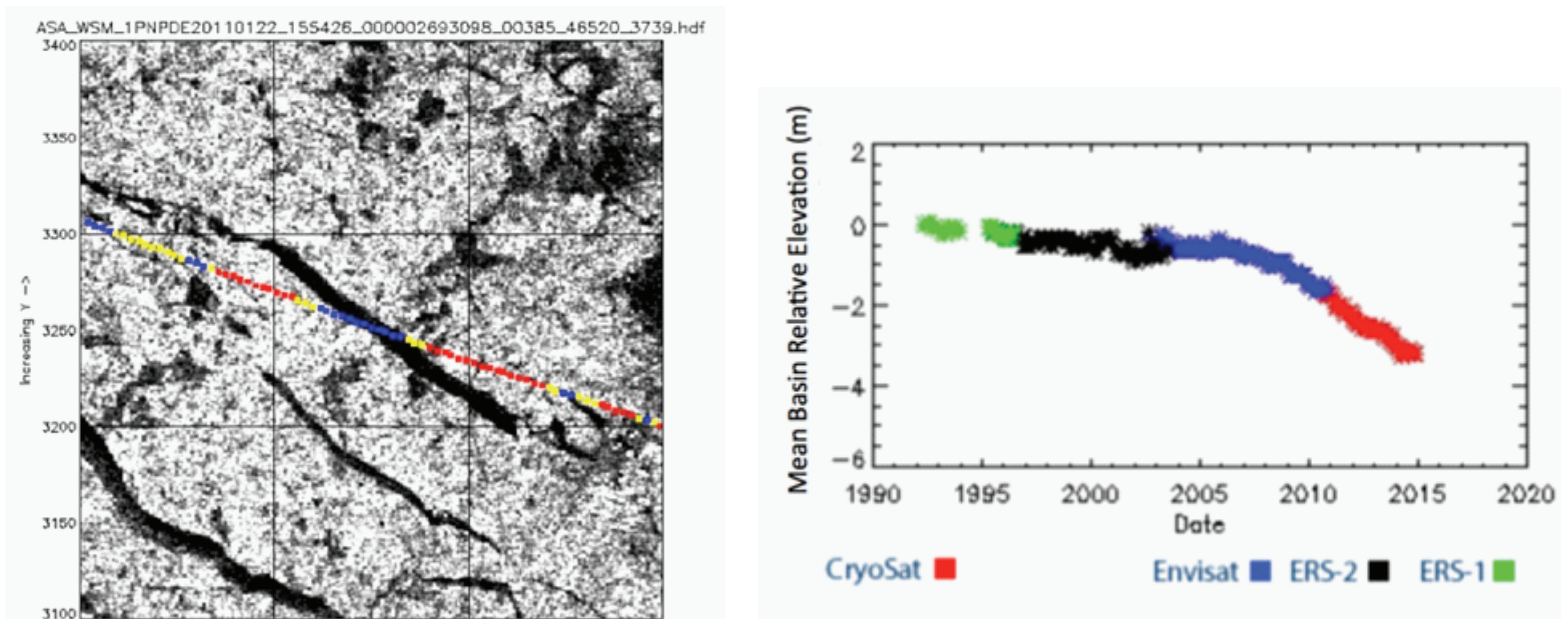 ASA_WSM_1PNPDE20110122_155426_000002693098_00385_46520_3739.hdf
3400
3350
3300
3250
3200
3150
3100
Increasing Y -->
Mean Basin Relative Elevation (m)
2
0
−2
−4
−6
1990 1995 2000 2005 2010 2015 2020
Date
CryoSat Envisat ERS-2 ERS-1